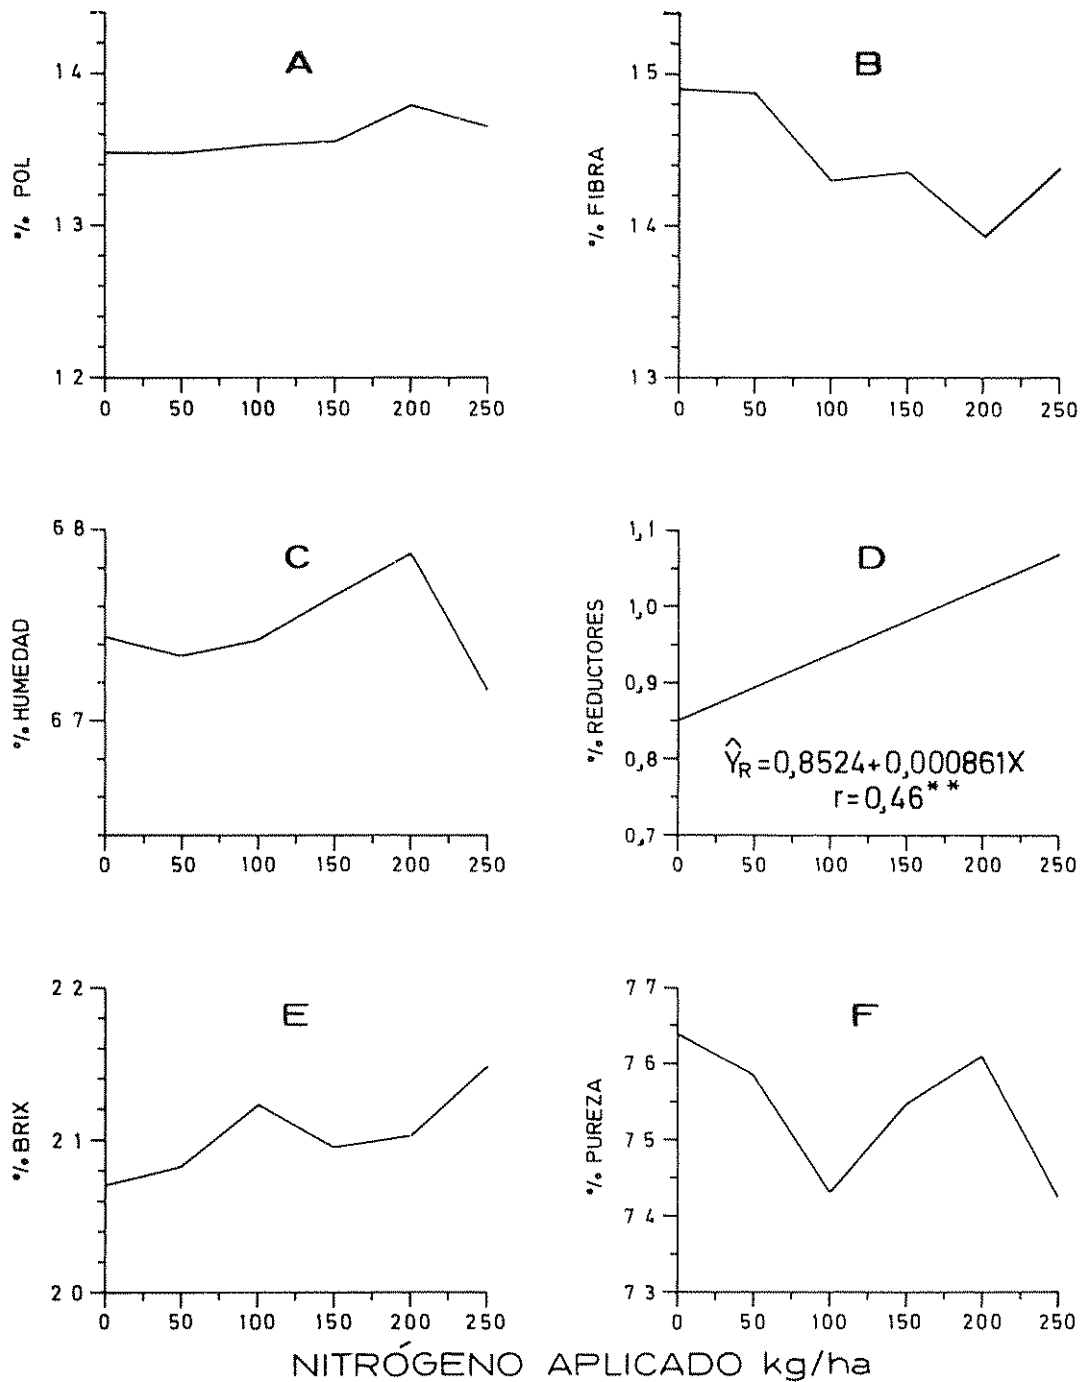 A
% POL
14
13
12
0 50 100 150 200 250
B
% FIBRA
15
14
13
0 50 100 150 200 250
C
% HUMEDAD
68
67
0 50 100 150 200 250
D
% REDUCTORES
1,1
1,0
0,9
0,8
0,7
ŶR=0,8524+0,000861X
r=0,46**
0 50 100 150 200 250
E
% BRIX
22
21
20
0 50 100 150 200 250
F
% PUREZA
77
76
75
74
73
0 50 100 150 200 250
NITRÓGENO APLICADO kg/ha